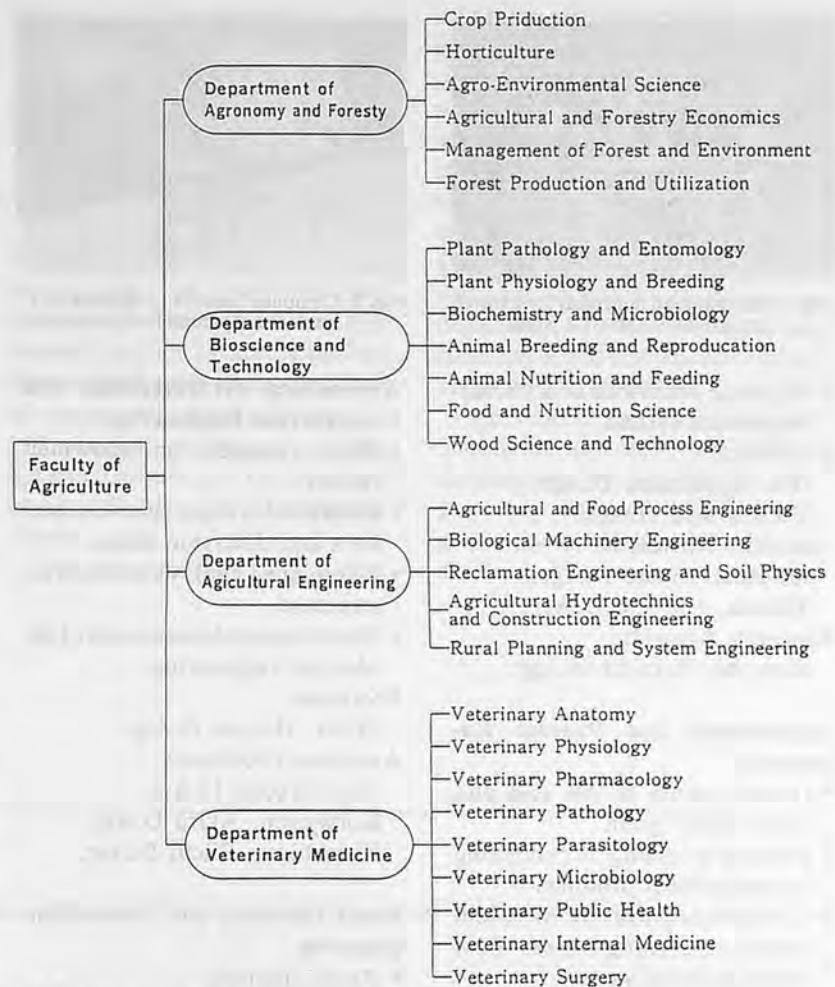 Faculty of
Agriculture
Department of
Agronomy and Foresty
Crop Priduction
Horticulture
Agro-Environmental Science
Agricultural and Forestry Economics
Management of Forest and Environment
Forest Production and Utilization
Department of
Bioscience and
Technology
Plant Pathology and Entomology
Plant Physiology and Breeding
Biochemistry and Microbiology
Animal Breeding and Reproducation
Animal Nutrition and Feeding
Food and Nutrition Science
Wood Science and Technology
Department of
Agicultural Engineering
Agricultural and Food Process Engineering
Biological Machinery Engineering
Reclamation Engineering and Soil Physics
Agricultural Hydrotechnics
and Construction Engineering
Rural Planning and System Engineering
Department of
Veterinary Medicine
Veterinary Anatomy
Veterinary Physiology
Veterinary Pharmacology
Veterinary Pathology
Veterinary Parasitology
Veterinary Microbiology
Veterinary Public Health
Veterinary Internal Medicine
Veterinary Surgery